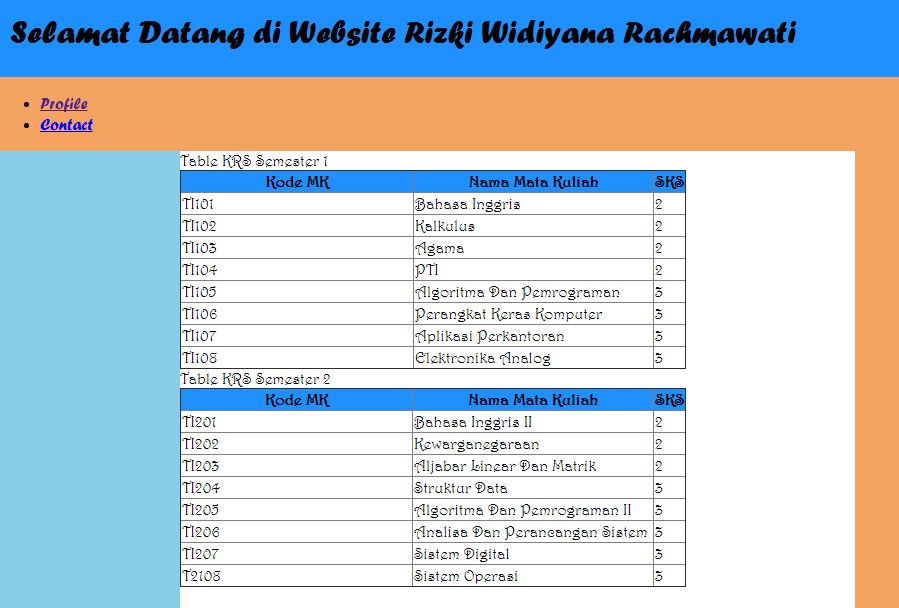 Selamat Datang di Website Rizki Widiyana Rachmawati
Profile
Contact
Table KRS Semester 1
Kode MK Nama Mata Kuliah SKS
TI101 Bahasa Inggris 2
TI102 Kalkulus 2
TI103 Agama 2
TI104 PTI 2
TI105 Algoritma Dan Pemrograman 3
TI106 Perangkat Keras Komputer 3
TI107 Aplikasi Perkantoran 3
TI108 Elektronika Analog 3
Table KRS Semester 2
Kode MK Nama Mata Kuliah SKS
TI201 Bahasa Inggris II 2
TI202 Kewarganegaraan 2
TI203 Aljabar Linear Dan Matrik 2
TI204 Struktur Data 3
TI205 Algoritma Dan Pemrograman II 3
TI206 Analisa Dan Perancangan Sistem 3
TI207 Sistem Digital 3
T2108 Sistem Operasi 3